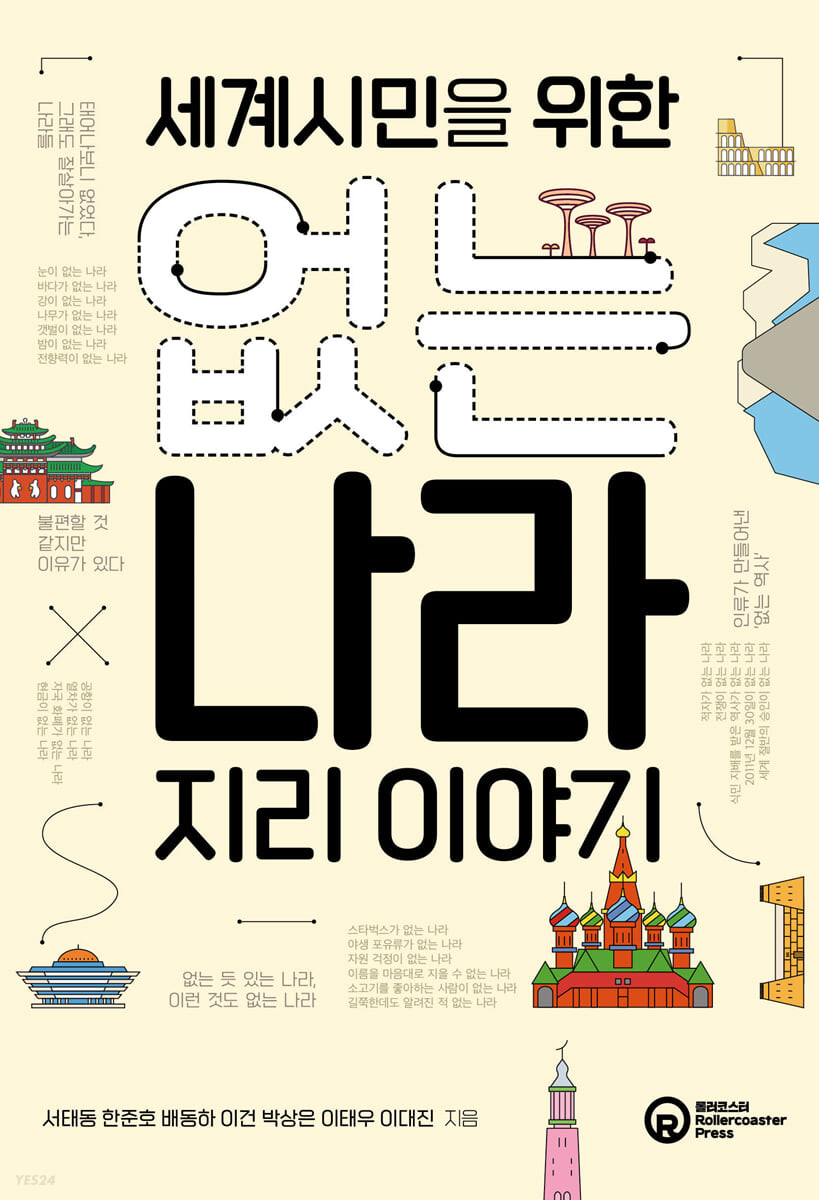 세계시민을 위한
없는
나라
지리 이야기
태어나보니 없었다,
그래도 잘살아가는
나라들
눈이 없는 나라
바다가 없는 나라
강이 없는 나라
나무가 없는 나라
갯벌이 없는 나라
밤이 없는 나라
전향력이 없는 나라
불편할 것
같지만
이유가 있다
공항이 없는 나라
열차가 없는 나라
자국 화폐가 없는 나라
현금이 없는 나라
인류가 만들어낸
'없는 역사'
적자가 없는 나라
전쟁이 없는 나라
식민 지배를 받은 역사가 없는 나라
2011년 12월 30일이 없는 나라
세계 절반의 승인이 없는 나라
없는 듯 있는 나라,
이런 것도 없는 나라
스타벅스가 없는 나라
야생 포유류가 없는 나라
자원 걱정이 없는 나라
이름을 마음대로 지을 수 없는 나라
소고기를 좋아하는 사람이 없는 나라
길쭉한데도 알려진 적 없는 나라
서태동 한준호 배동하 이건 박상은 이태우 이대진 지음
R
롤러코스터
Rollercoaster
Press
YES24